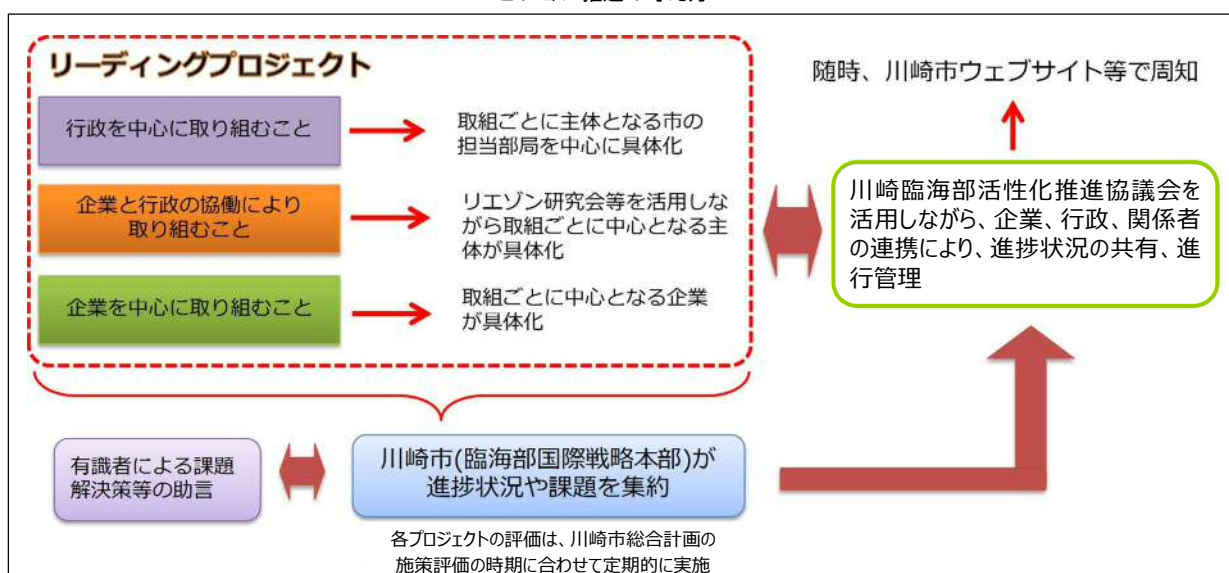 リーディングプロジェクト
行政を中心に取り組むこと
取組ごとに主体となる市の
担当部局を中心に具体化
企業と行政の協働により
取り組むこと
リエゾン研究会等を活用しな
がら取組ごとに中心となる主
体が具体化
企業を中心に取り組むこと
取組ごとに中心となる企業
が具体化
随時、川崎市ウェブサイト等で周知
川崎臨海部活性化推進協議会を
活用しながら、企業、行政、関係者
の連携により、進捗状況の共有、進
行管理
有識者による課題
解決策等の助言
川崎市(臨海部国際戦略本部)が
進捗状況や課題を集約
各プロジェクトの評価は、川崎市総合計画の
施策評価の時期に合わせて定期的に実施